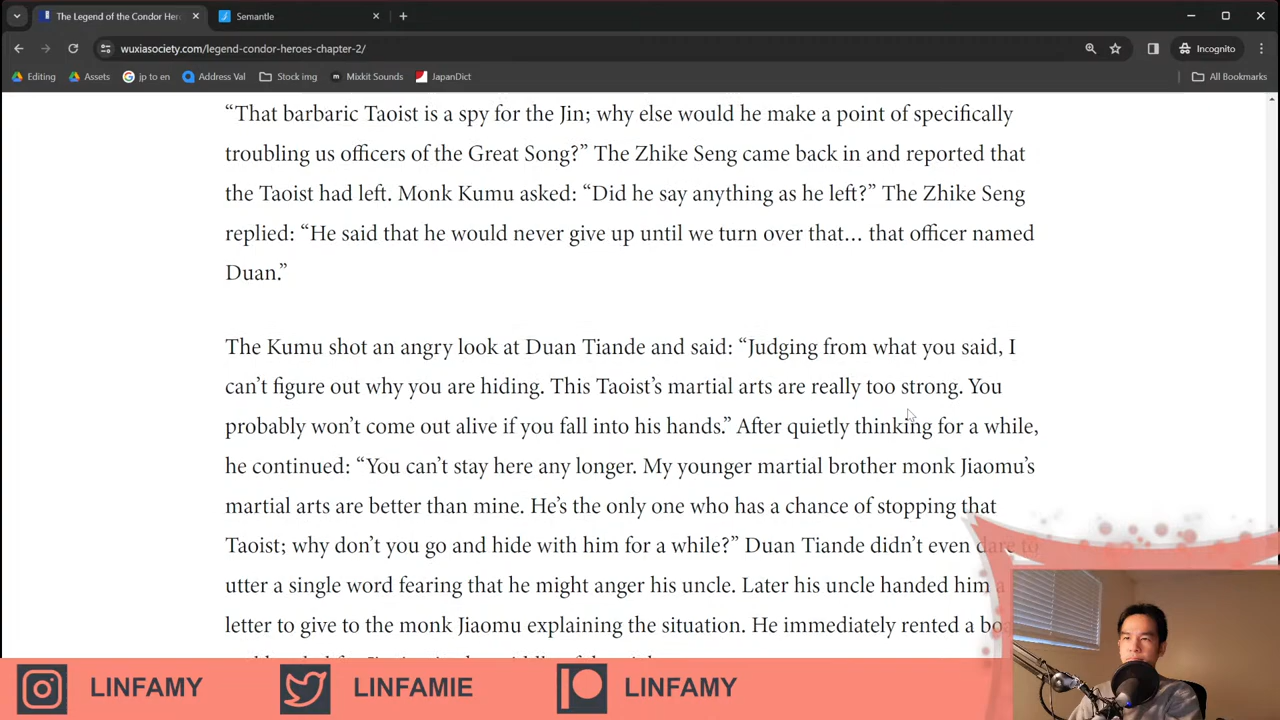 The Legend of the Condor Her
Semantle
wuxiasociety.com/legend-condor-heroes-chapter-2/
Incognito
Editing
Assets
jp to en
Address Val
Stock img
Mixkit Sounds
JapanDict
All Bookmarks
“That barbaric Taoist is a spy for the Jin; why else would he make a point of specifically
troubling us officers of the Great Song?” The Zhike Seng came back in and reported that
the Taoist had left. Monk Kumu asked: “Did he say anything as he left?” The Zhike Seng
replied: “He said that he would never give up until we turn over that… that officer named
Duan.”
The Kumu shot an angry look at Duan Tiande and said: “Judging from what you said, I
can’t figure out why you are hiding. This Taoist’s martial arts are really too strong. You
probably won’t come out alive if you fall into his hands.” After quietly thinking for a while,
he continued: “You can’t stay here any longer. My younger martial brother monk Jiaomu’s
martial arts are better than mine. He’s the only one who has a chance of stopping that
Taoist; why don’t you go and hide with him for a while?” Duan Tiande didn’t even dare to
utter a single word fearing that he might anger his uncle. Later his uncle handed him a
letter to give to the monk Jiaomu explaining the situation. He immediately rented a bo
LINFAMY
LINFAMIE
LINFAMY